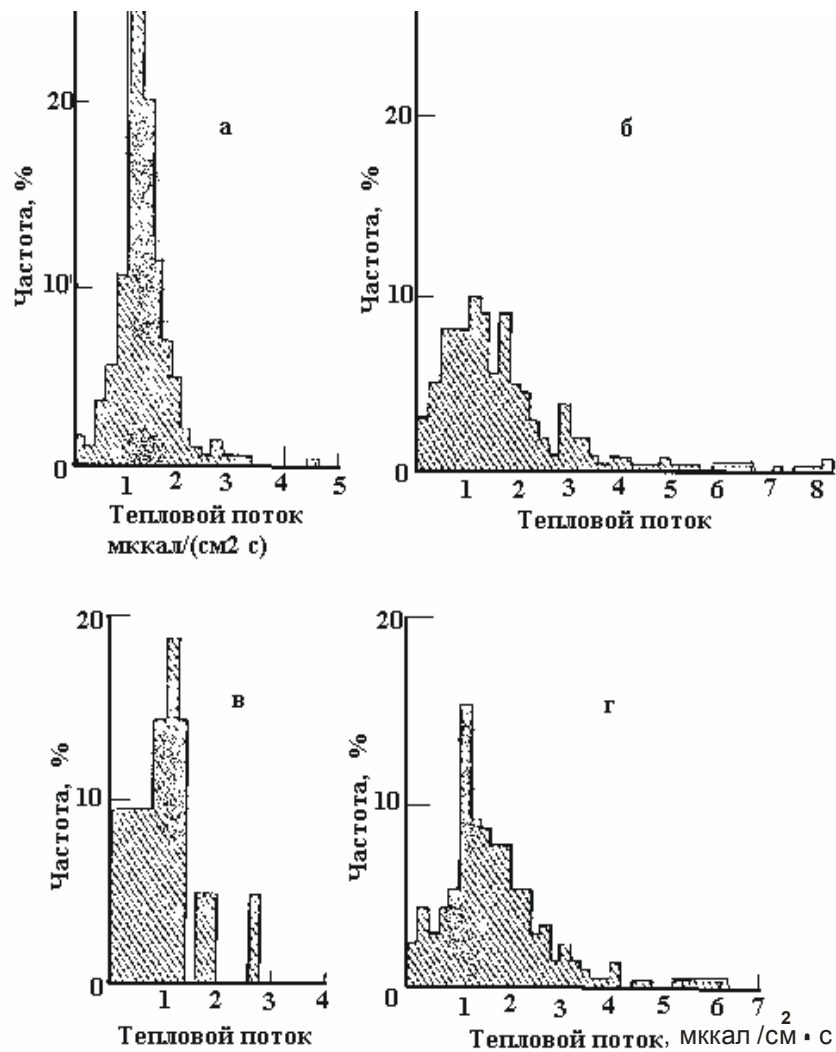 20
10
0
Частота, %
а
1 2 3 4 5
Тепловой поток
мккал/(см2 с)
20
10
0
Частота, %
б
1 2 3 4 5 6 7 8
Тепловой поток
20
10
0
Частота, %
в
1 2 3 4
Тепловой поток
20
10
0
Частота, %
г
1 2 3 4 5 6 7
Тепловой поток, мккал /см² • с